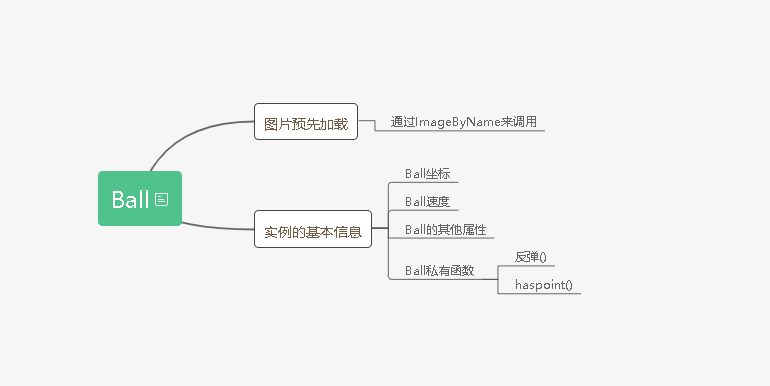 Ball
图片预先加载
通过ImageByName来调用
实例的基本信息
Ball坐标
Ball速度
Ball的其他属性
Ball私有函数
反弹()
haspoint()